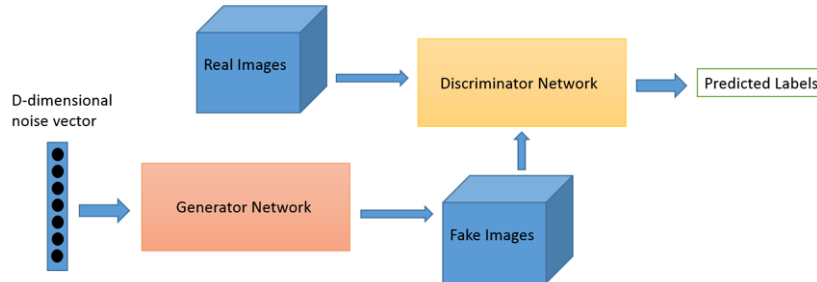 Real Images
Discriminator Network
Predicted Labels
D-dimensional
noise vector
Generator Network
Fake Images